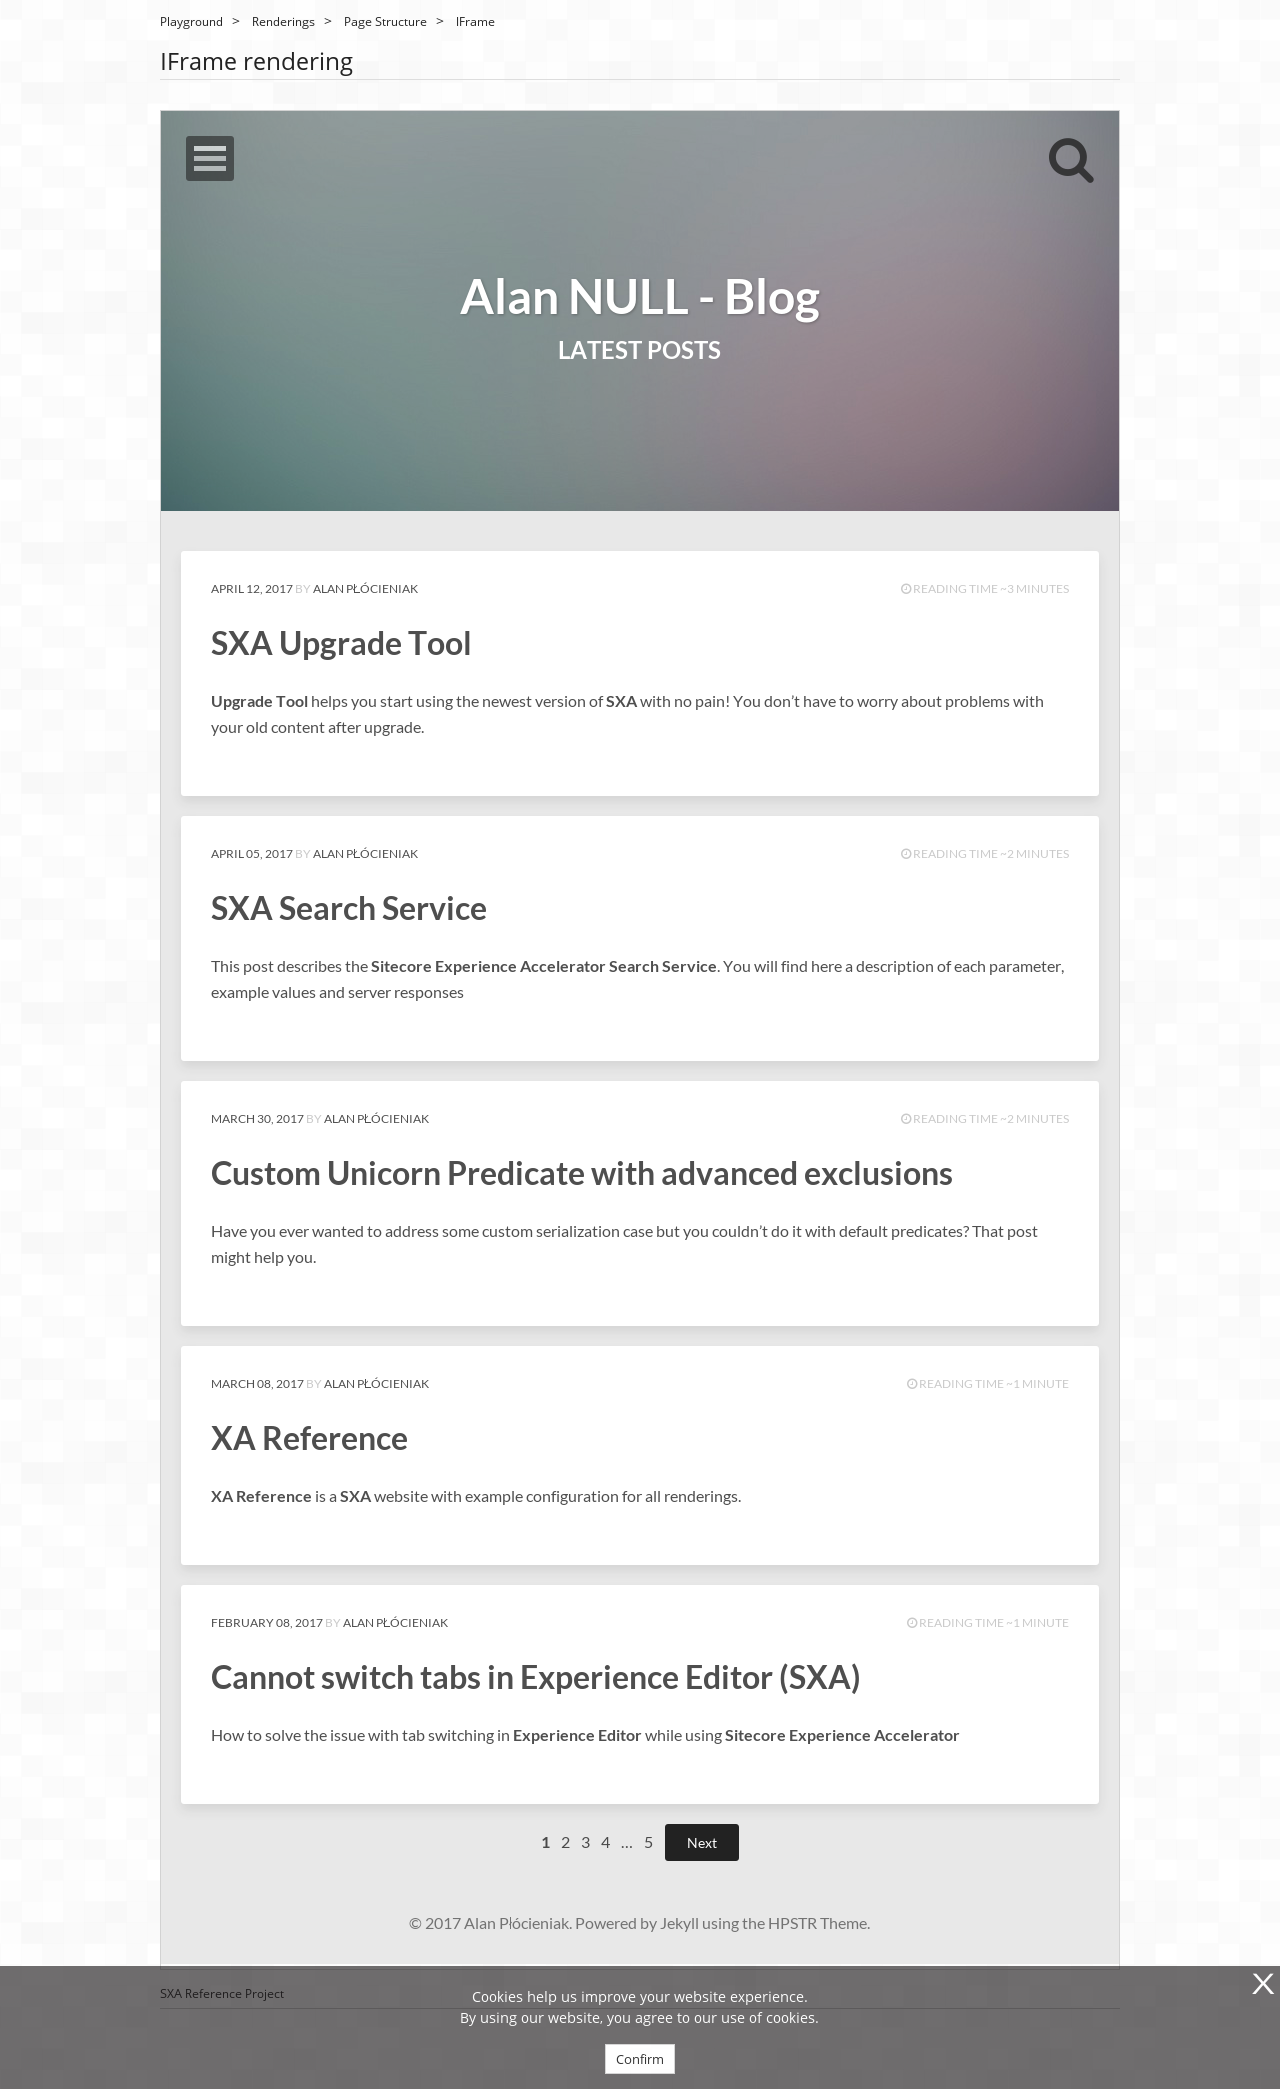 Playground > Renderings > Page Structure > IFrame
IFrame rendering
Alan NULL - Blog
LATEST POSTS
APRIL 12, 2017 BY ALAN PŁÓCIENIAK READING TIME ~3 MINUTES
SXA Upgrade Tool
Upgrade Tool helps you start using the newest version of SXA with no pain! You don’t have to worry about problems with
your old content after upgrade.
APRIL 05, 2017 BY ALAN PŁÓCIENIAK READING TIME ~2 MINUTES
SXA Search Service
This post describes the Sitecore Experience Accelerator Search Service. You will find here a description of each parameter,
example values and server responses
MARCH 30, 2017 BY ALAN PŁÓCIENIAK READING TIME ~2 MINUTES
Custom Unicorn Predicate with advanced exclusions
Have you ever wanted to address some custom serialization case but you couldn’t do it with default predicates? That post
might help you.
MARCH 08, 2017 BY ALAN PŁÓCIENIAK READING TIME ~1 MINUTE
XA Reference
XA Reference is a SXA website with example configuration for all renderings.
FEBRUARY 08, 2017 BY ALAN PŁÓCIENIAK READING TIME ~1 MINUTE
Cannot switch tabs in Experience Editor (SXA)
How to solve the issue with tab switching in Experience Editor while using Sitecore Experience Accelerator
1 2 3 4 … 5 Next
© 2017 Alan Płócieniak. Powered by Jekyll using the HPSTR Theme.
SXA Reference Project
Cookies help us improve your website experience.
By using our website, you agree to our use of cookies.
Confirm
X